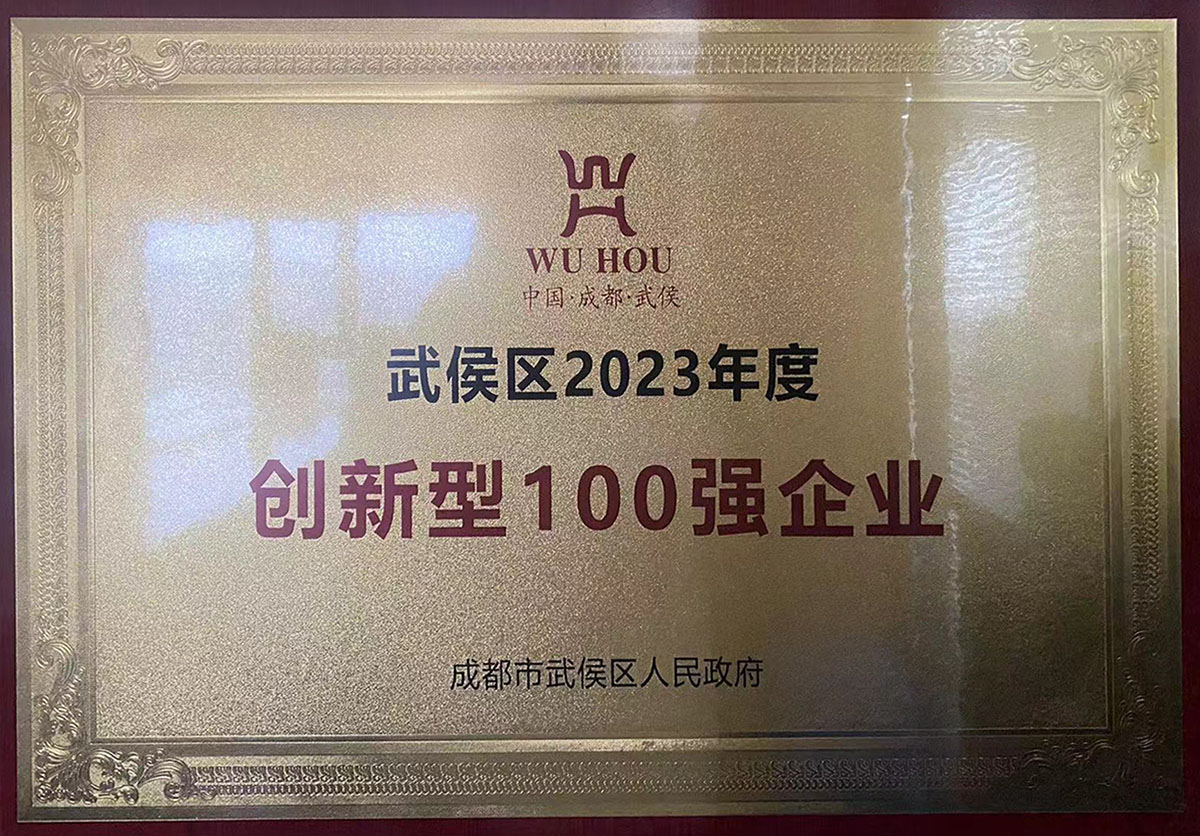 WU HOU
中国·成都·武侯
武侯区2023年度
创新型100强企业
成都市武侯区人民政府